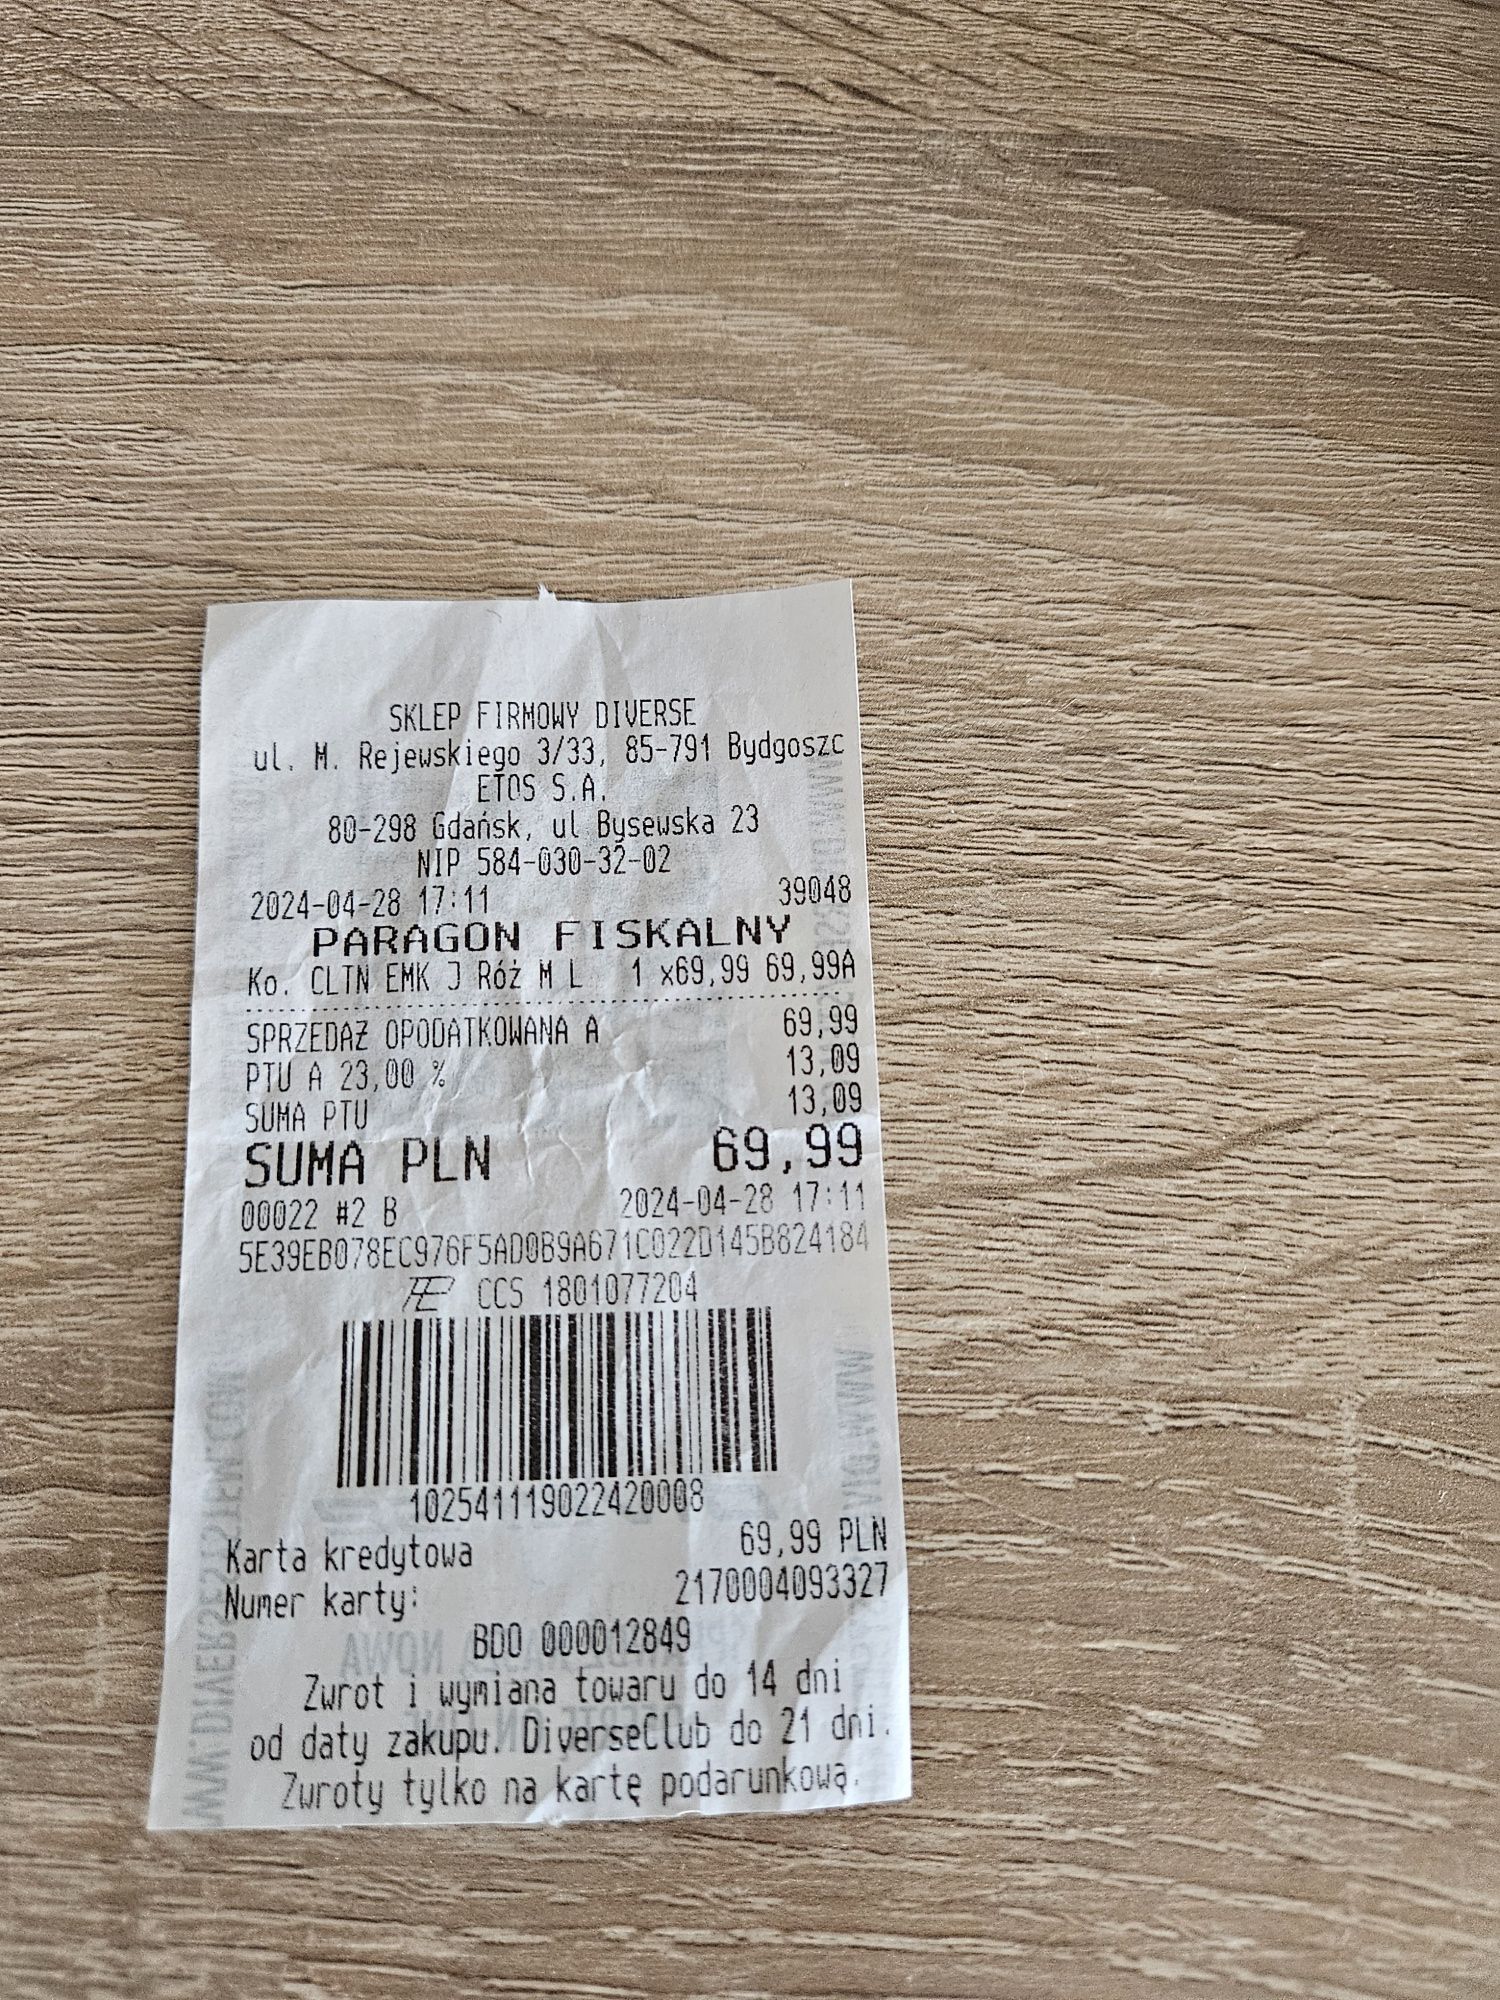 SKLEP FIRMOWY DIVERSE
ul. M. Rejewskiego 3/33, 85-791 Bydgoszc
ETOS S.A.
80-298 Gdańsk, ul Bysewska 23
NIP 584-030-32-02
2024-04-28 17:11 39048
PARAGON FISKALNY
Ko. CLTN EMK J Róż M L 1 x69,99 69,99A
SPRZEDAŻ OPODATKOWANA A 69,99
PTU A 23,00 % 13,09
SUMA PTU 13,09
SUMA PLN 69,99
00022 #2 B 2024-04-28 17:11
5E39EB078EC976F5AD0B9A671C022D145B824184
CCS 1801077204
102541119022420008
Karta kredytowa 69,99 PLN
Numer karty: 2170004093327
BDO 000012849
Zwrot i wymiana towaru do 14 dni
od daty zakupu. DiverseClub do 21 dni.
Zwroty tylko na kartę podarunkową.